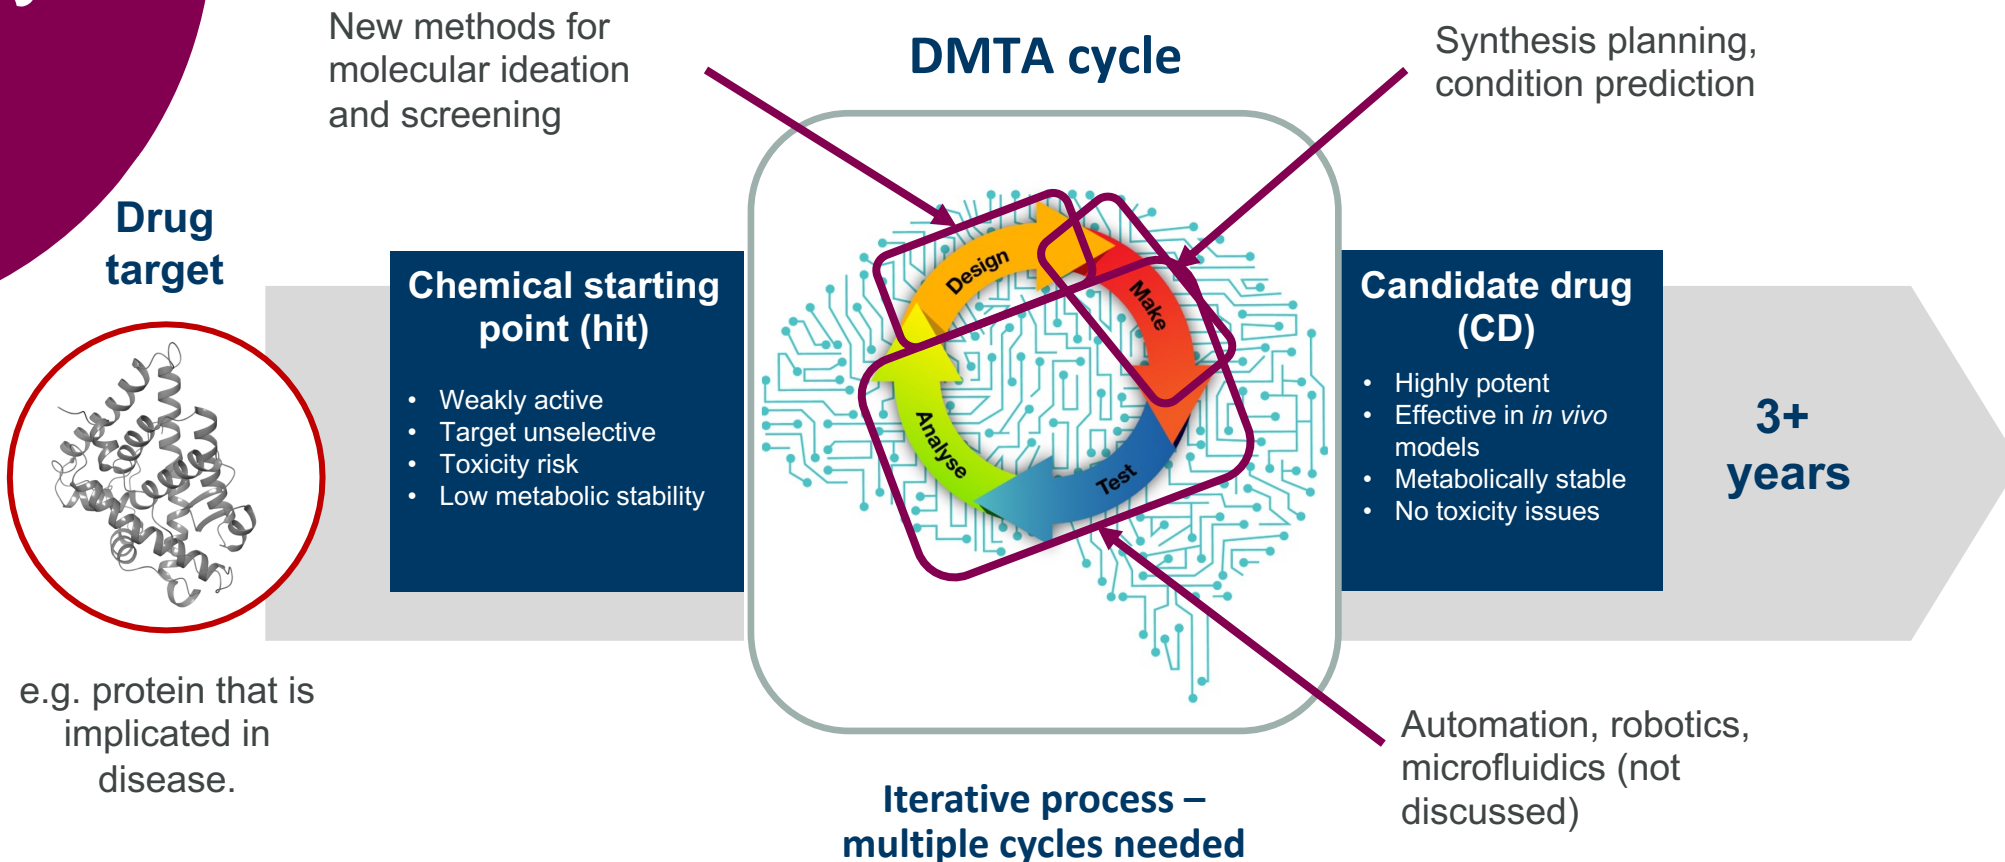 New methods for
molecular ideation
and screening
DMTA cycle
Synthesis planning,
condition prediction
Drug
target
Chemical starting
point (hit)
• Weakly active
• Target unselective
• Toxicity risk
• Low metabolic stability
Design
Make
Test
Analyse
Candidate drug
(CD)
• Highly potent
• Effective in in vivo
models
• Metabolically stable
• No toxicity issues
3+
years
e.g. protein that is
implicated in
disease.
Iterative process –
multiple cycles needed
Automation, robotics,
microfluidics (not
discussed)